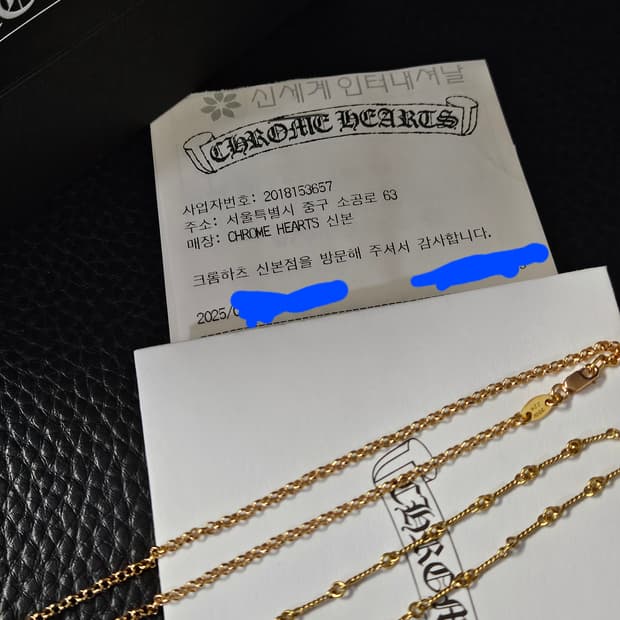 신세계인터내셔날
CHROME HEARTS
사업자번호: 2018153657
주소: 서울특별시 중구 소공로 63
매장: CHROME HEARTS 신본
크롬하츠 신본점을 방문해 주셔서 감사합니다.
2025/0
CHROM